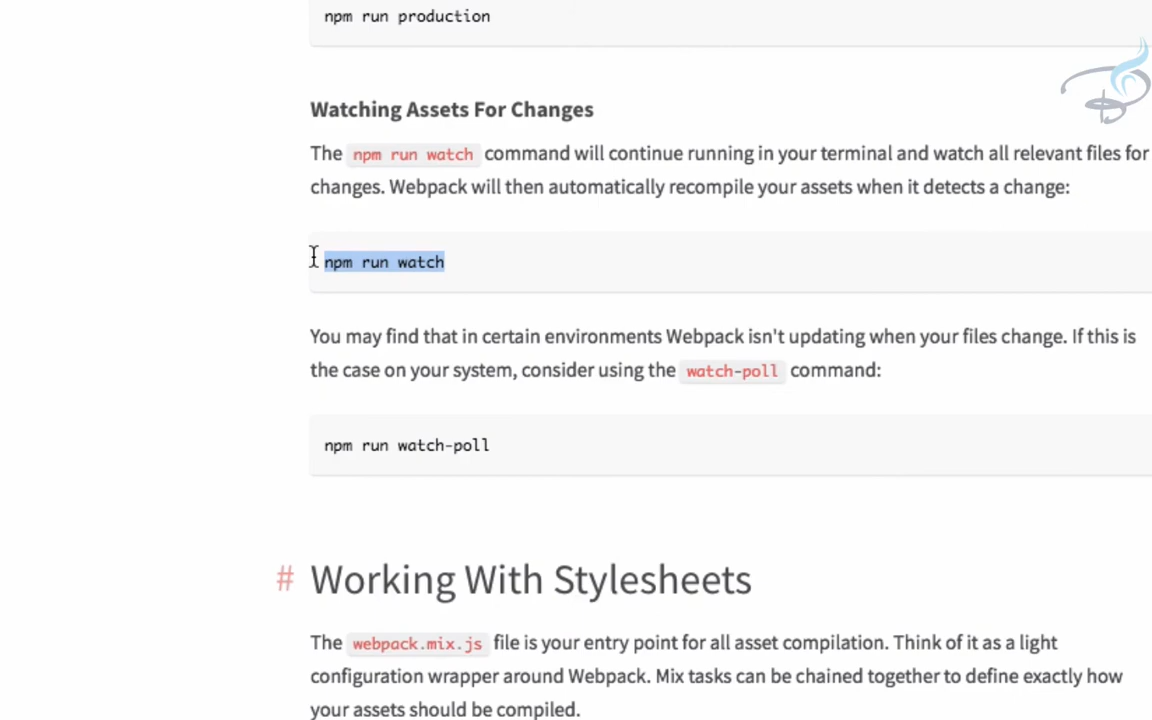 npm run production
Watching Assets For Changes
The npm run watch command will continue running in your terminal and watch all relevant files for
changes. Webpack will then automatically recompile your assets when it detects a change:
npm run watch
You may find that in certain environments Webpack isn't updating when your files change. If this is
the case on your system, consider using the watch-poll command:
npm run watch-poll
# Working With Stylesheets
The webpack.mix.js file is your entry point for all asset compilation. Think of it as a light
configuration wrapper around Webpack. Mix tasks can be chained together to define exactly how
your assets should be compiled.